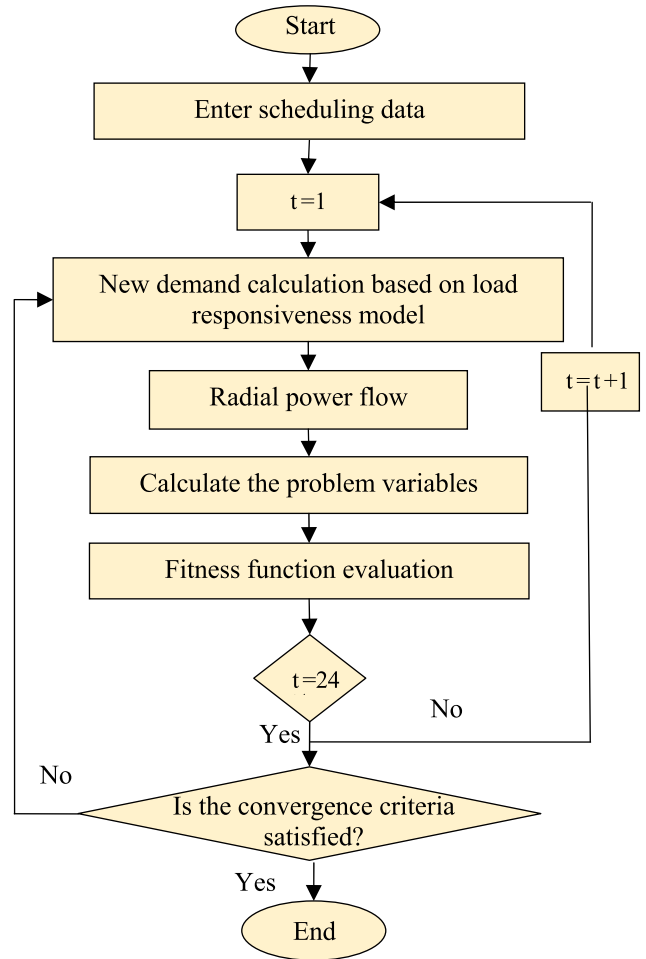 Start
Enter scheduling data
t=1
New demand calculation based on load
responsiveness model
t=t+1
Radial power flow
Calculate the problem variables
Fitness function evaluation
t=24
No
Yes
No
Is the convergence criteria
satisfied?
Yes
End